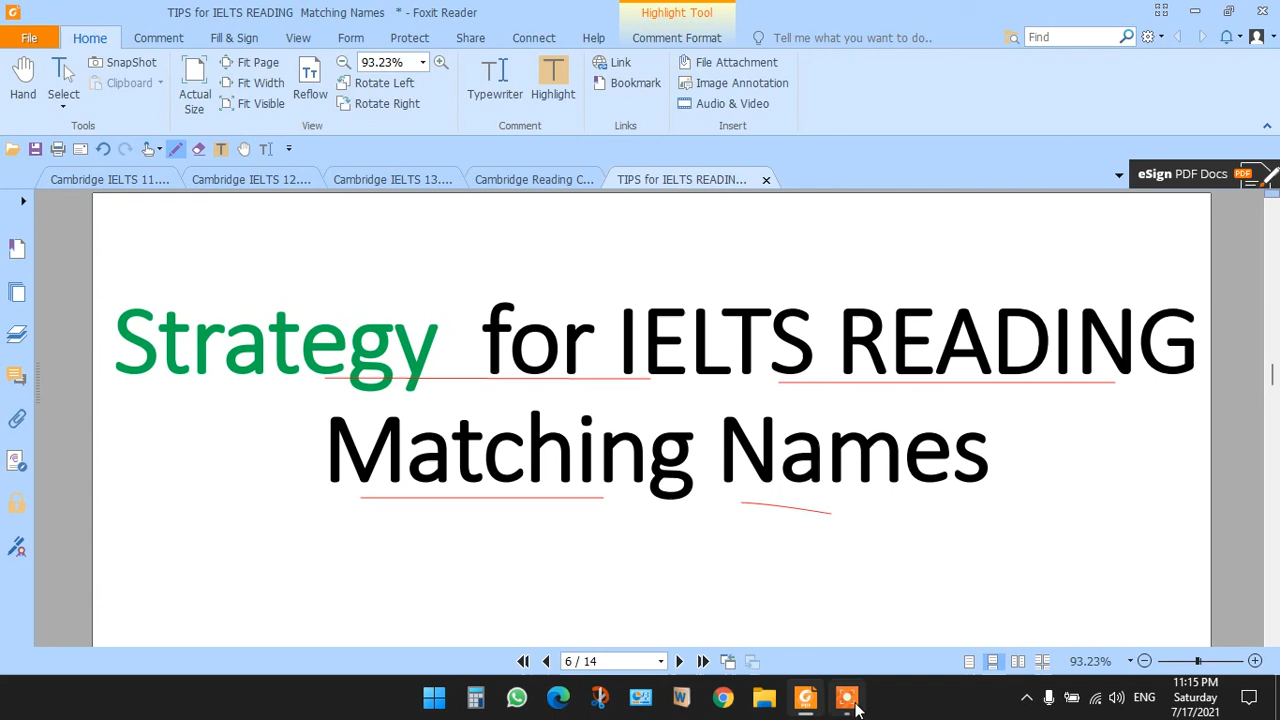 TIPS for IELTS READING Matching Names * - Foxit Reader
Highlight Tool
File Home Comment Fill & Sign View Form Protect Share Connect Help Comment Format Tell me what you want to do.. Find
Hand
Select
SnapShot
Clipboard
Tools
Actual Size
Fit Page
Fit Width
Fit Visible
Reflow
93.23%
Rotate Left
Rotate Right
View
Typewriter
Highlight
Comment
Link
Bookmark
Links
File Attachment
Image Annotation
Audio & Video
Insert
Cambridge IELTS 11.... Cambridge IELTS 12.... Cambridge IELTS 13.... Cambridge Reading C... TIPS for IELTS READIN...
eSign PDF Docs PDF
Strategy for IELTS READING
Matching Names
6 / 14
93.23%
ENG
11:15 PM
Saturday
7/17/2021